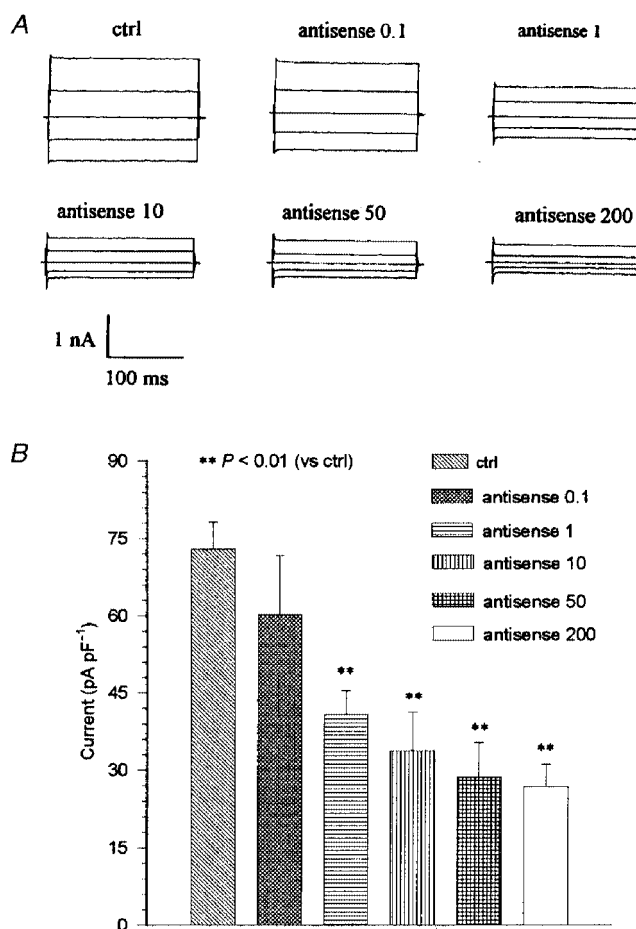 A
ctrl
antisense 0.1
antisense 1
antisense 10
antisense 50
antisense 200
1 nA
100 ms
B
** P < 0.01 (vs ctrl)
90
75
60
45
30
15
0
Current (pA pF⁻¹)
ctrl
antisense 0.1
antisense 1
antisense 10
antisense 50
antisense 200
**
**
**
**